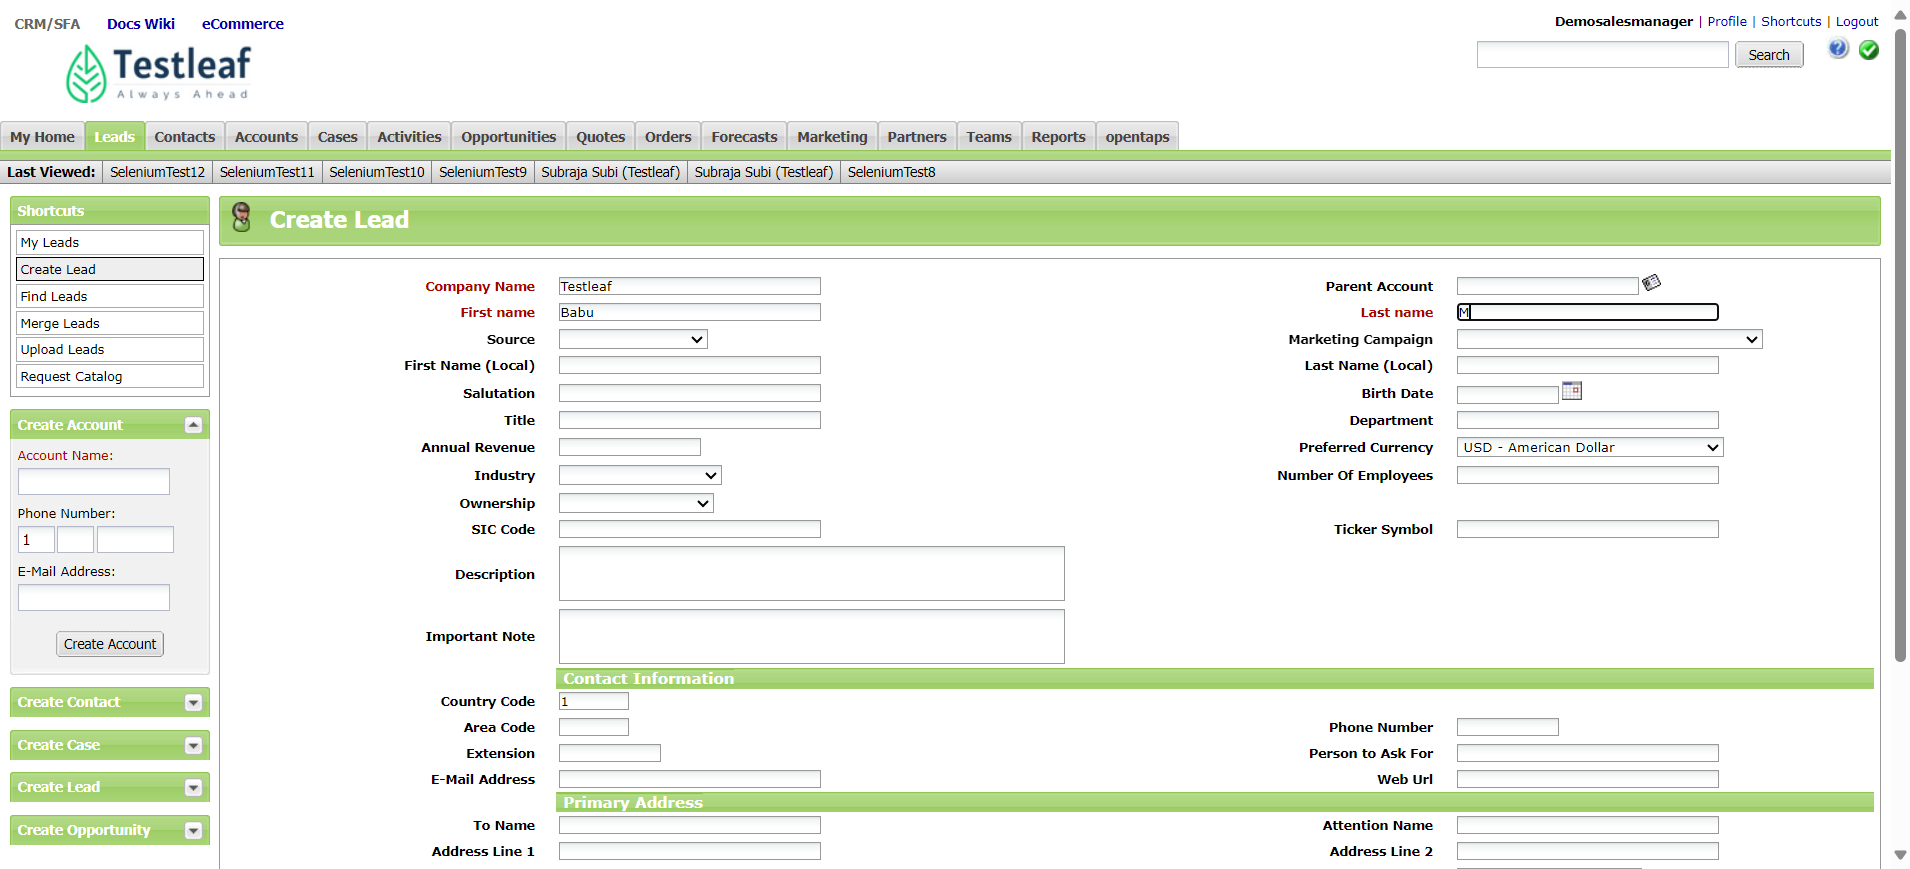 CRM/SFA Docs Wiki eCommerce
Demosalesmanager | Profile | Shortcuts | Logout
Testleaf
Always Ahead
Search
My Home Leads Contacts Accounts Cases Activities Opportunities Quotes Orders Forecasts Marketing Partners Teams Reports opentaps
Last Viewed: SeleniumTest12 SeleniumTest11 SeleniumTest10 SeleniumTest9 Subraja Subi (Testleaf) Subraja Subi (Testleaf) SeleniumTest8
Shortcuts
My Leads
Create Lead
Find Leads
Merge Leads
Upload Leads
Request Catalog
Create Account
Account Name:
Phone Number:
1
E-Mail Address:
Create Account
Create Contact
Create Case
Create Lead
Create Opportunity
Create Lead
Company Name Testleaf Parent Account
First name Babu Last name M
Source Marketing Campaign
First Name (Local) Last Name (Local)
Salutation Birth Date
Title Department
Annual Revenue Preferred Currency USD - American Dollar
Industry Number Of Employees
Ownership
SIC Code Ticker Symbol
Description
Important Note
Contact Information
Country Code 1
Area Code Phone Number
Extension Person to Ask For
E-Mail Address Web Url
Primary Address
To Name Attention Name
Address Line 1 Address Line 2